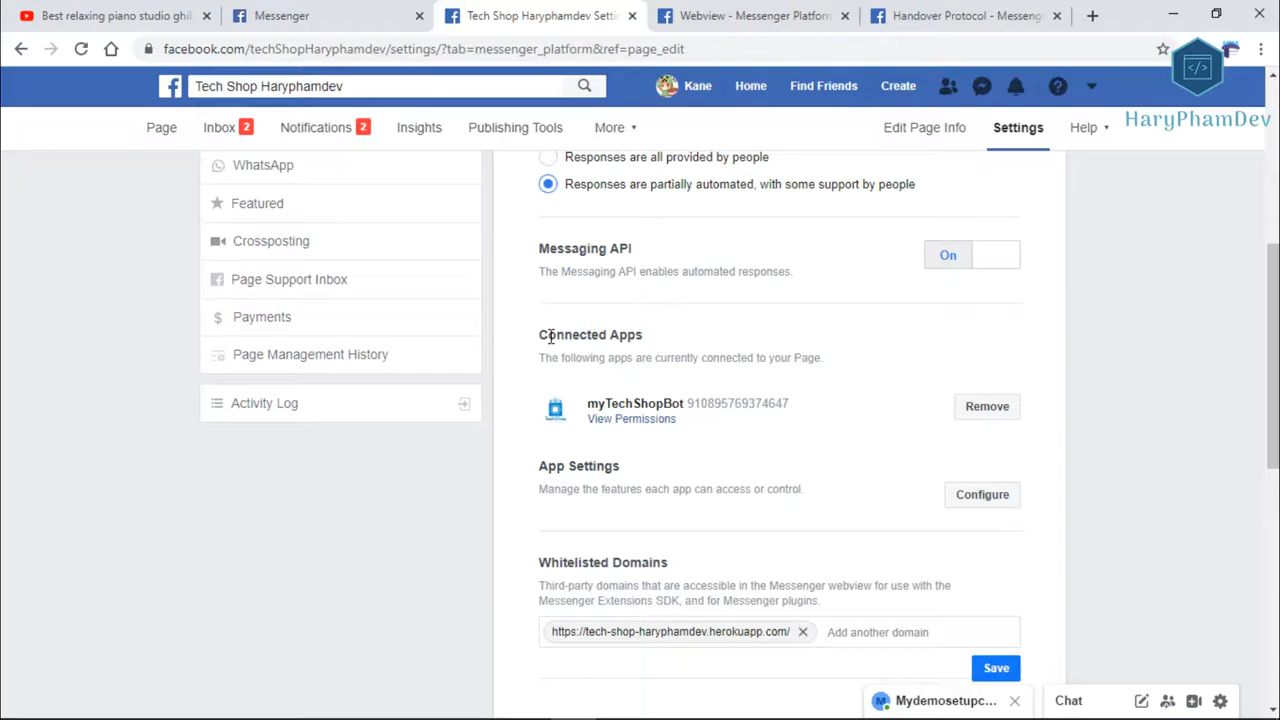 Best relaxing piano studio ghib
Messenger
Tech Shop Haryphamdev Setti
Webview - Messenger Platform
Handover Protocol - Messeng
facebook.com/techShopHaryphamdev/settings/?tab=messenger_platform&ref=page_edit
Tech Shop Haryphamdev
Kane
Home
Find Friends
Create
HaryPhamDev
Page
Inbox 2
Notifications 2
Insights
Publishing Tools
More
Edit Page Info
Settings
Help
WhatsApp
Featured
Crossposting
Page Support Inbox
Payments
Page Management History
Activity Log
Responses are all provided by people
Responses are partially automated, with some support by people
Messaging API
The Messaging API enables automated responses.
On
Connected Apps
The following apps are currently connected to your Page.
myTechShopBot 910895769374647
View Permissions
Remove
App Settings
Manage the features each app can access or control.
Configure
Whitelisted Domains
Third-party domains that are accessible in the Messenger webview for use with the
Messenger Extensions SDK, and for Messenger plugins.
https://tech-shop-haryphamdev.herokuapp.com/
Add another domain
Save
Mydemosetupc...
Chat